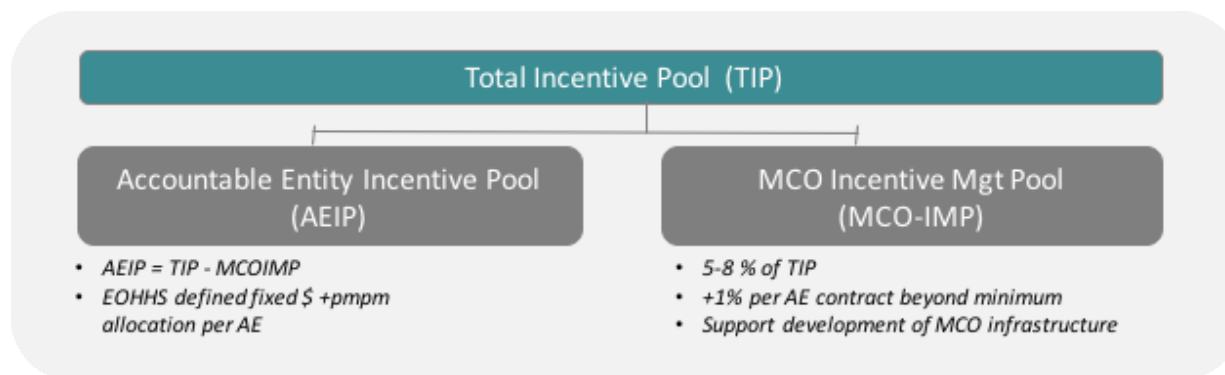 Total Incentive Pool (TIP)
Accountable Entity Incentive Pool
(AEIP)
• AEIP = TIP - MCOIMP
• EOHHS defined fixed $ +pmpm
allocation per AE
MCO Incentive Mgt Pool
(MCO-IMP)
• 5-8 % of TIP
• +1% per AE contract beyond minimum
• Support development of MCO infrastructure